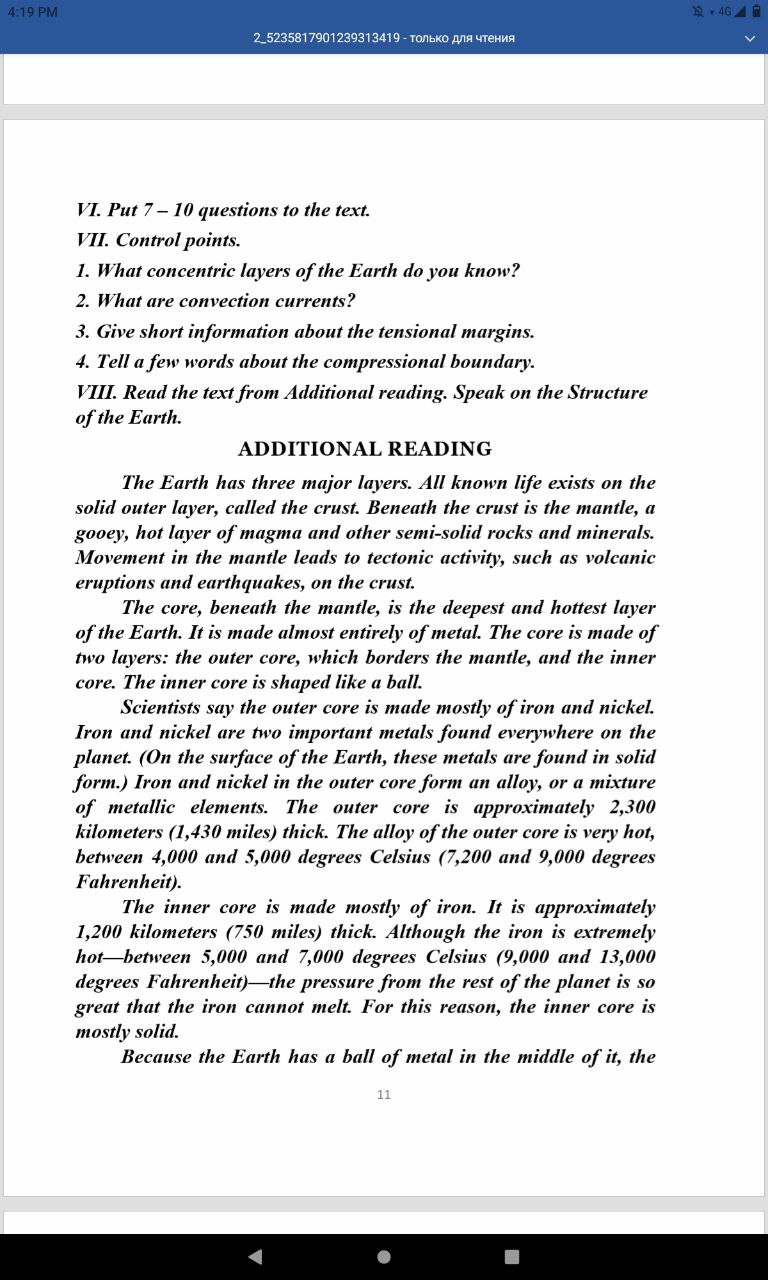 4:19 PM
4G
2_5235817901239313419 - только для чтения
VI. Put 7 – 10 questions to the text.
VII. Control points.
1. What concentric layers of the Earth do you know?
2. What are convection currents?
3. Give short information about the tensional margins.
4. Tell a few words about the compressional boundary.
VIII. Read the text from Additional reading. Speak on the Structure
of the Earth.
ADDITIONAL READING
The Earth has three major layers. All known life exists on the
solid outer layer, called the crust. Beneath the crust is the mantle, a
gooey, hot layer of magma and other semi-solid rocks and minerals.
Movement in the mantle leads to tectonic activity, such as volcanic
eruptions and earthquakes, on the crust.
The core, beneath the mantle, is the deepest and hottest layer
of the Earth. It is made almost entirely of metal. The core is made of
two layers: the outer core, which borders the mantle, and the inner
core. The inner core is shaped like a ball.
Scientists say the outer core is made mostly of iron and nickel.
Iron and nickel are two important metals found everywhere on the
planet. (On the surface of the Earth, these metals are found in solid
form.) Iron and nickel in the outer core form an alloy, or a mixture
of metallic elements. The outer core is approximately 2,300
kilometers (1,430 miles) thick. The alloy of the outer core is very hot,
between 4,000 and 5,000 degrees Celsius (7,200 and 9,000 degrees
Fahrenheit).
The inner core is made mostly of iron. It is approximately
1,200 kilometers (750 miles) thick. Although the iron is extremely
hot—between 5,000 and 7,000 degrees Celsius (9,000 and 13,000
degrees Fahrenheit)—the pressure from the rest of the planet is so
great that the iron cannot melt. For this reason, the inner core is
mostly solid.
Because the Earth has a ball of metal in the middle of it, the
11